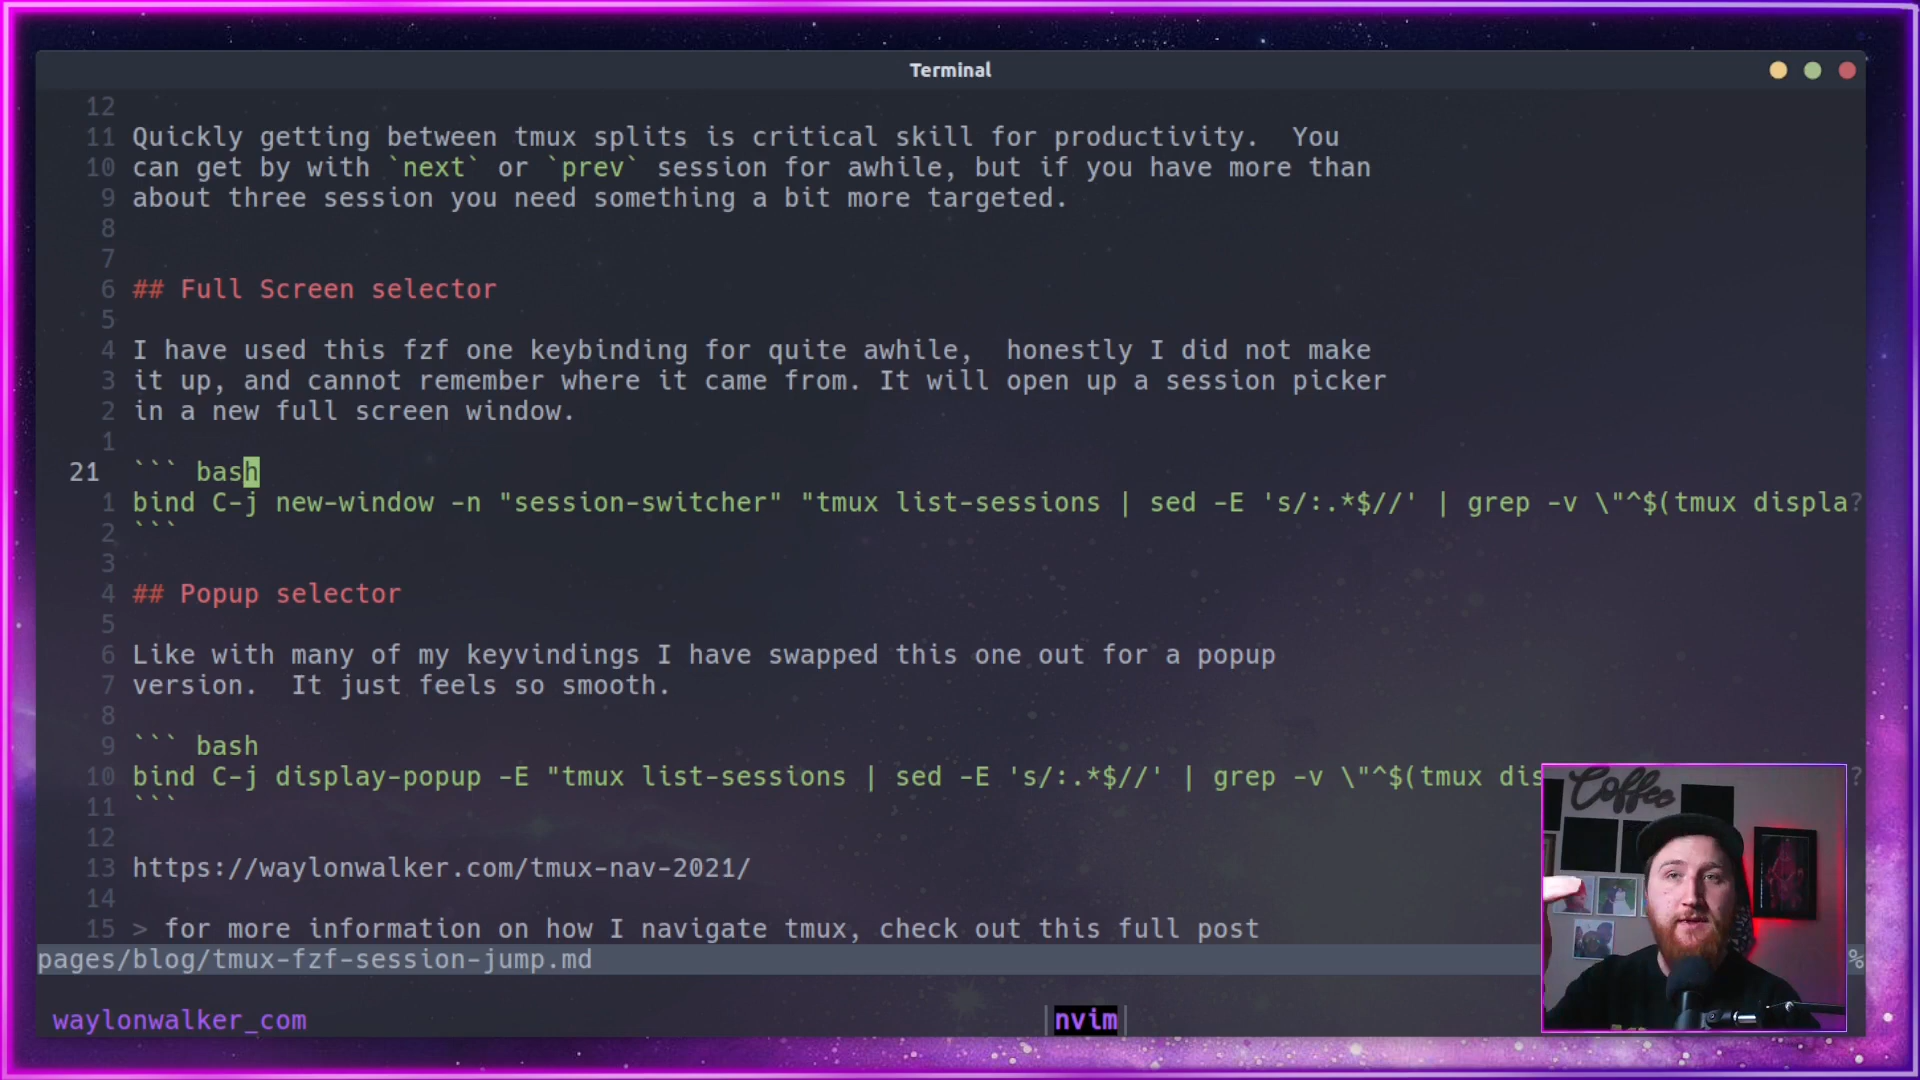 Terminal
12
11 Quickly getting between tmux splits is critical skill for productivity.  You
10 can get by with `next` or `prev` session for awhile, but if you have more than
9 about three session you need something a bit more targeted.
8
7
6 ## Full Screen selector
5
4 I have used this fzf one keybinding for quite awhile,  honestly I did not make
3 it up, and cannot remember where it came from. It will open up a session picker
2 in a new full screen window.
1
21 ``` bash
1 bind C-j new-window -n "session-switcher" "tmux list-sessions | sed -E 's/:.*$//' | grep -v \"^$(tmux displa?
2 ```
3
4 ## Popup selector
5
6 Like with many of my keyvindings I have swapped this one out for a popup
7 version.  It just feels so smooth.
8
9 ``` bash
10 bind C-j display-popup -E "tmux list-sessions | sed -E 's/:.*$//' | grep -v \"^$(tmux dis ?
11 ```
12
13 https://waylonwalker.com/tmux-nav-2021/
14
15 > for more information on how I navigate tmux, check out this full post
pages/blog/tmux-fzf-session-jump.md %
waylonwalker_com |nvim|
Coffee